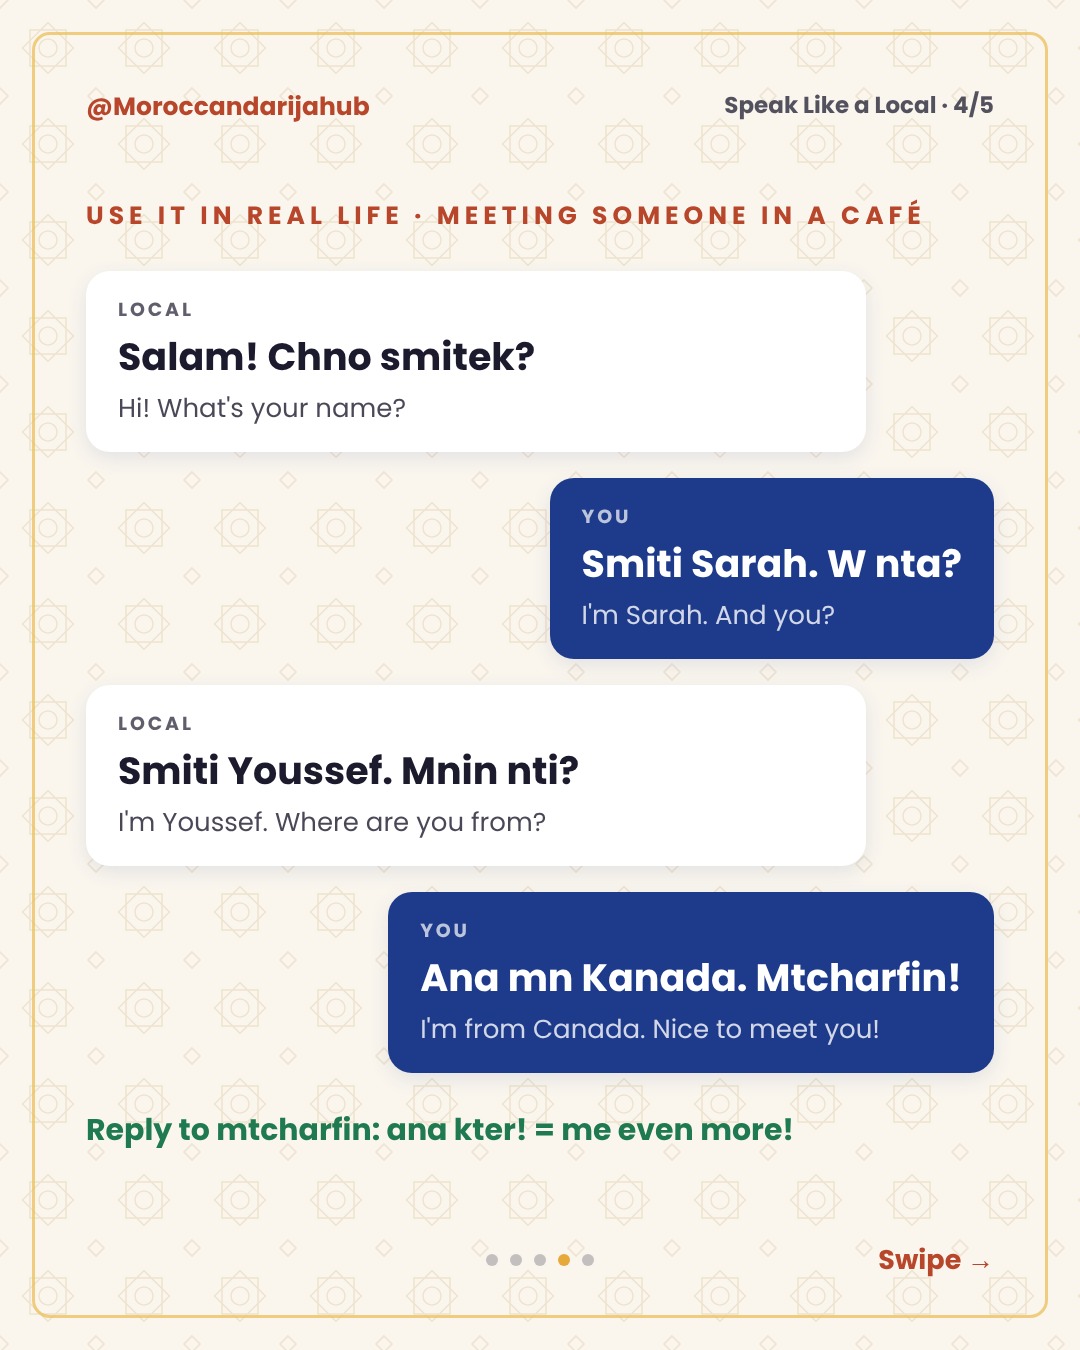 @Moroccandarijahub
Speak Like a Local · 4/5
USE IT IN REAL LIFE · MEETING SOMEONE IN A CAFÉ
LOCAL
Salam! Chno smitek?
Hi! What's your name?
YOU
Smiti Sarah. W nta?
I'm Sarah. And you?
LOCAL
Smiti Youssef. Mnin nti?
I'm Youssef. Where are you from?
YOU
Ana mn Kanada. Mtcharfin!
I'm from Canada. Nice to meet you!
Reply to mtcharfin: ana kter! = me even more!
Swipe →